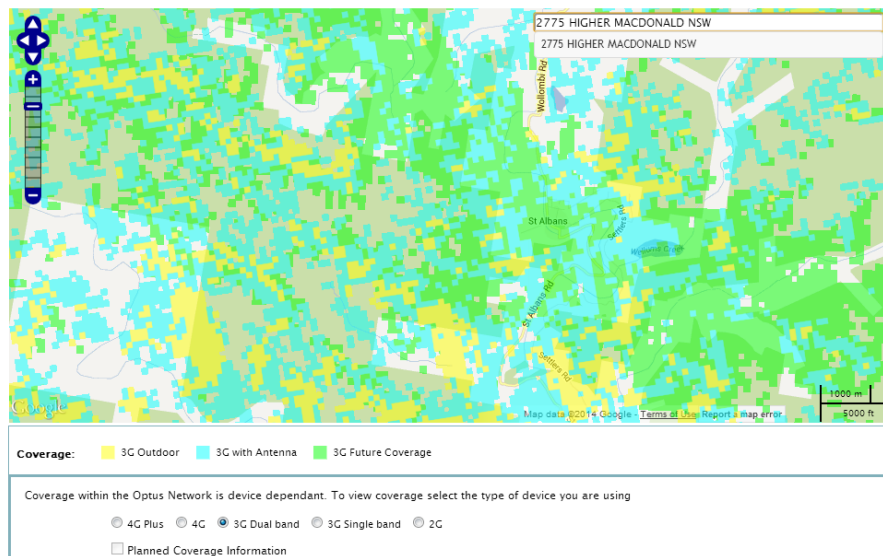 2775 HIGHER MACDONALD NSW
2775 HIGHER MACDONALD NSW
Wollombi Rd
St Albans
Settlers Rd
Wollums Creek
St Albans Rd
Settlers Rd
1000 m
5000 ft
Google
Map data ©2014 Google - Terms of Use Report a map error
Coverage: 3G Outdoor 3G with Antenna 3G Future Coverage
Coverage within the Optus Network is device dependant. To view coverage select the type of device you are using
4G Plus 4G 3G Dual band 3G Single band 2G
Planned Coverage Information